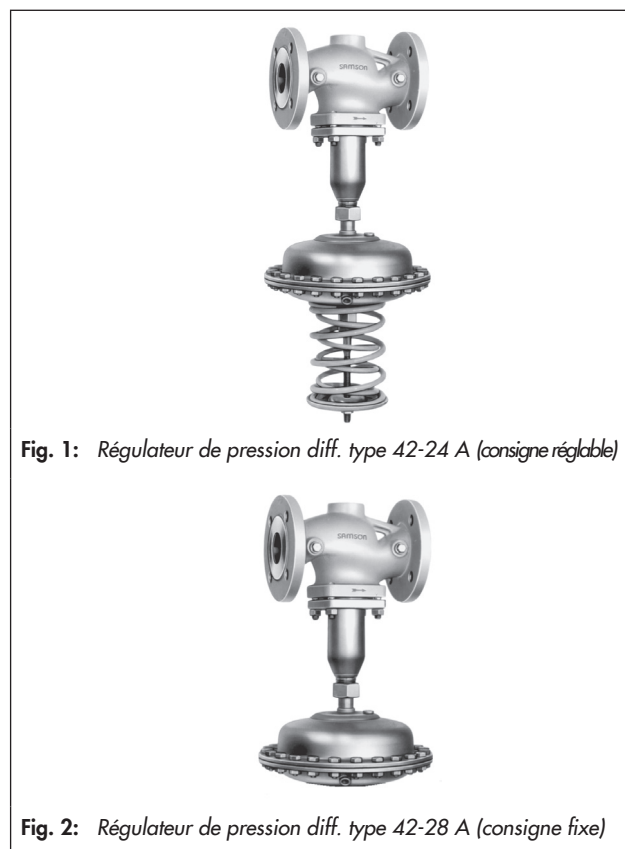 SAMSON
Fig. 1: Régulateur de pression diff. type 42-24 A (consigne réglable)
SAMSON
Fig. 2: Régulateur de pression diff. type 42-28 A (consigne fixe)